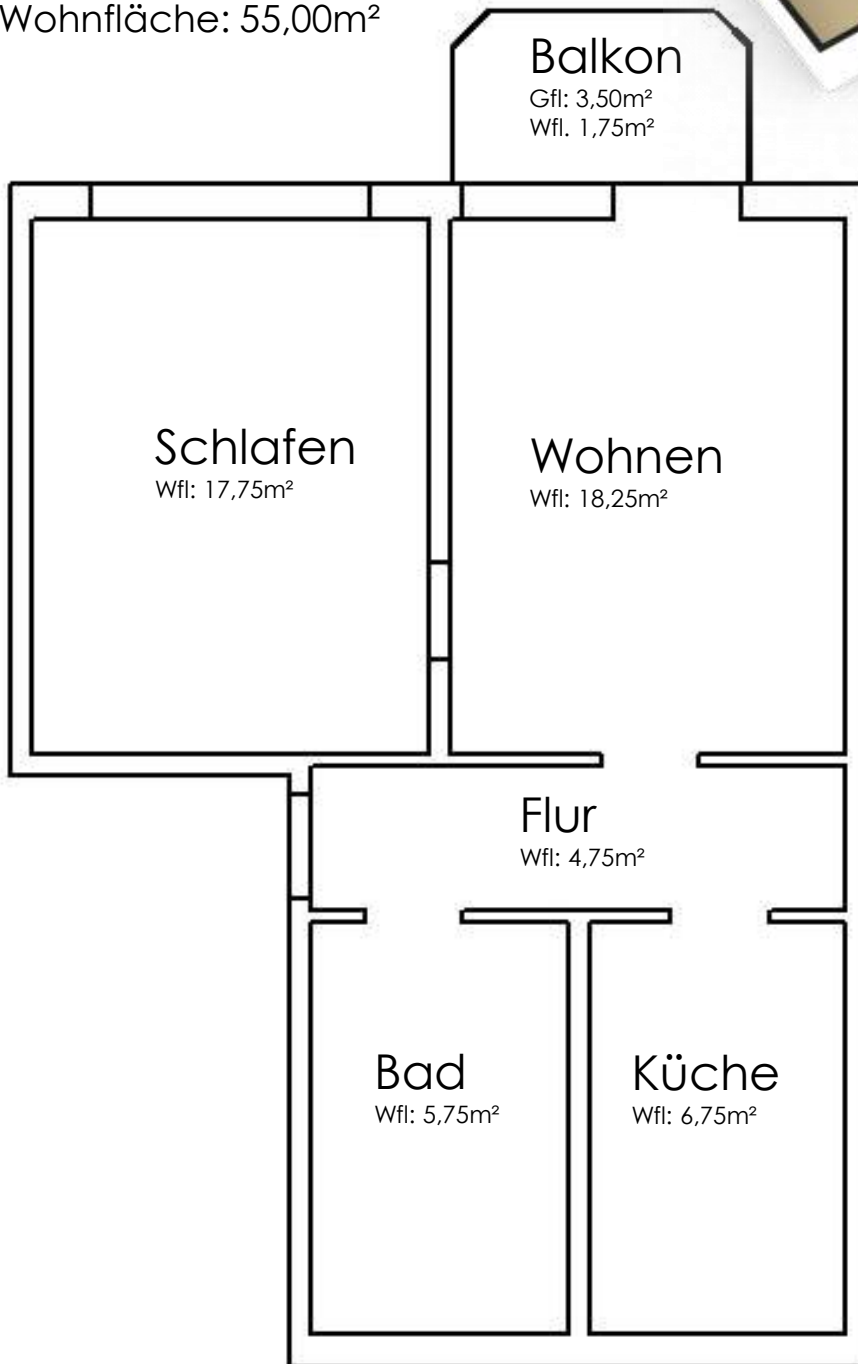 Wohnfläche: 55,00m²
Balkon
Gfl: 3,50m²
Wfl. 1,75m²
Schlafen
Wfl: 17,75m²
Wohnen
Wfl: 18,25m²
Flur
Wfl: 4,75m²
Bad
Wfl: 5,75m²
Küche
Wfl: 6,75m²